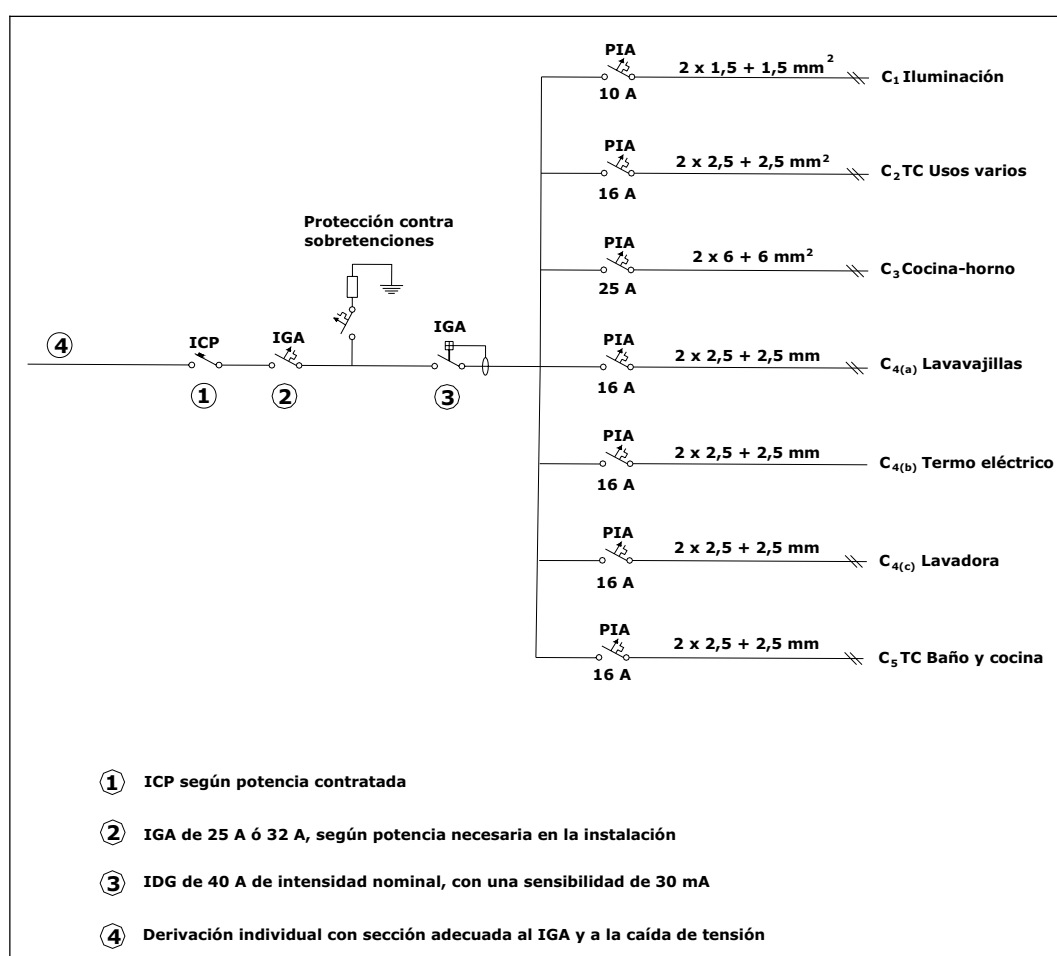 PIA
2 x 1,5 + 1,5 mm²
C₁ Iluminación
10 A
PIA
2 x 2,5 + 2,5 mm²
C₂ TC Usos varios
16 A
Protección contra
sobretenciones
PIA
2 x 6 + 6 mm²
C₃ Cocina-horno
25 A
4
ICP
IGA
IGA
1
2
3
PIA
2 x 2,5 + 2,5 mm²
C₄₍ₐ₎ Lavavajillas
16 A
PIA
2 x 2,5 + 2,5 mm
C4(b) Termo eléctrico
16 A
PIA
2 x 2,5 + 2,5 mm
C4(c) Lavadora
16 A
PIA
2 x 2,5 + 2,5 mm
C₅ TC Baño y cocina
16 A
1 ICP según potencia contratada
2 IGA de 25 A ó 32 A, según potencia necesaria en la instalación
3 IDG de 40 A de intensidad nominal, con una sensibilidad de 30 mA
4 Derivación individual con sección adecuada al IGA y a la caída de tensión